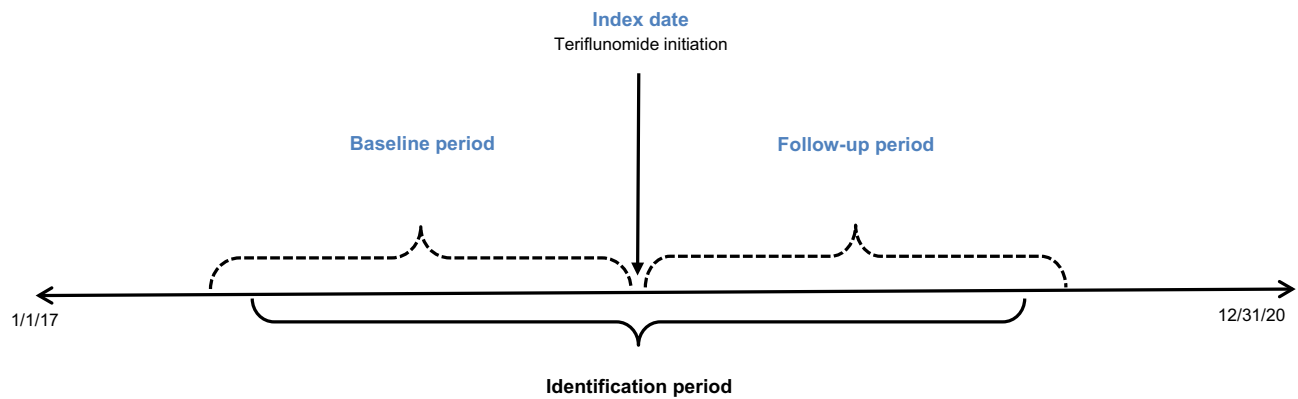 Index date
Teriflunomide initiation
Baseline period
Follow-up period
1/1/17
12/31/20
Identification period